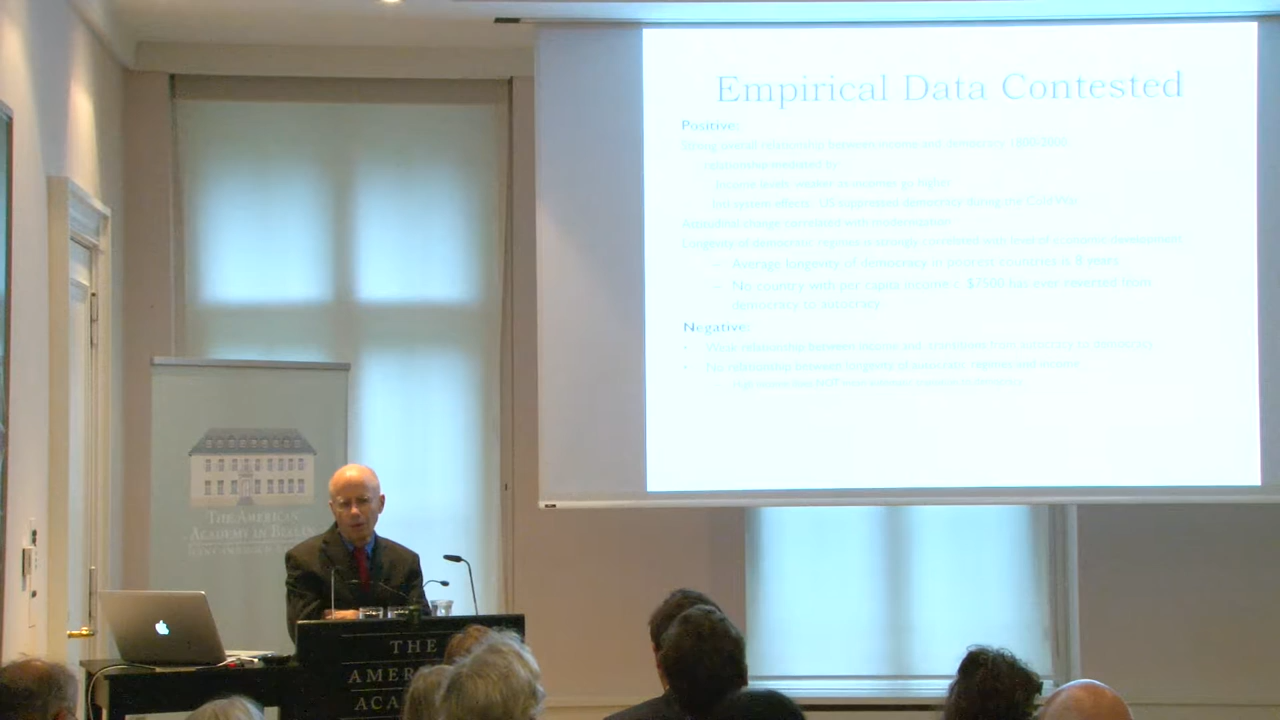 Empirical Data Contested
Positive:
Strong overall relationship between income and democracy 1800-2000
relationship mediated by:
Income levels: weaker as incomes go higher
Int'l system effects: US suppresses democracy during the Cold War
Attitudinal change correlated with modernization
Longevity of democratic regimes is strongly correlated with level of economic development
– Average longevity of democracy in poorest countries is 8 years
– No country with per capita income ≥ $7500 has ever reversed from
democracy to autocracy
Negative:
• Weak relationship between income and transitions from autocracy to democracy
• No relationship between longevity of autocratic regimes and income
THE AMERICAN
ACADEMY IN BERLIN
THE
AMER
ACA